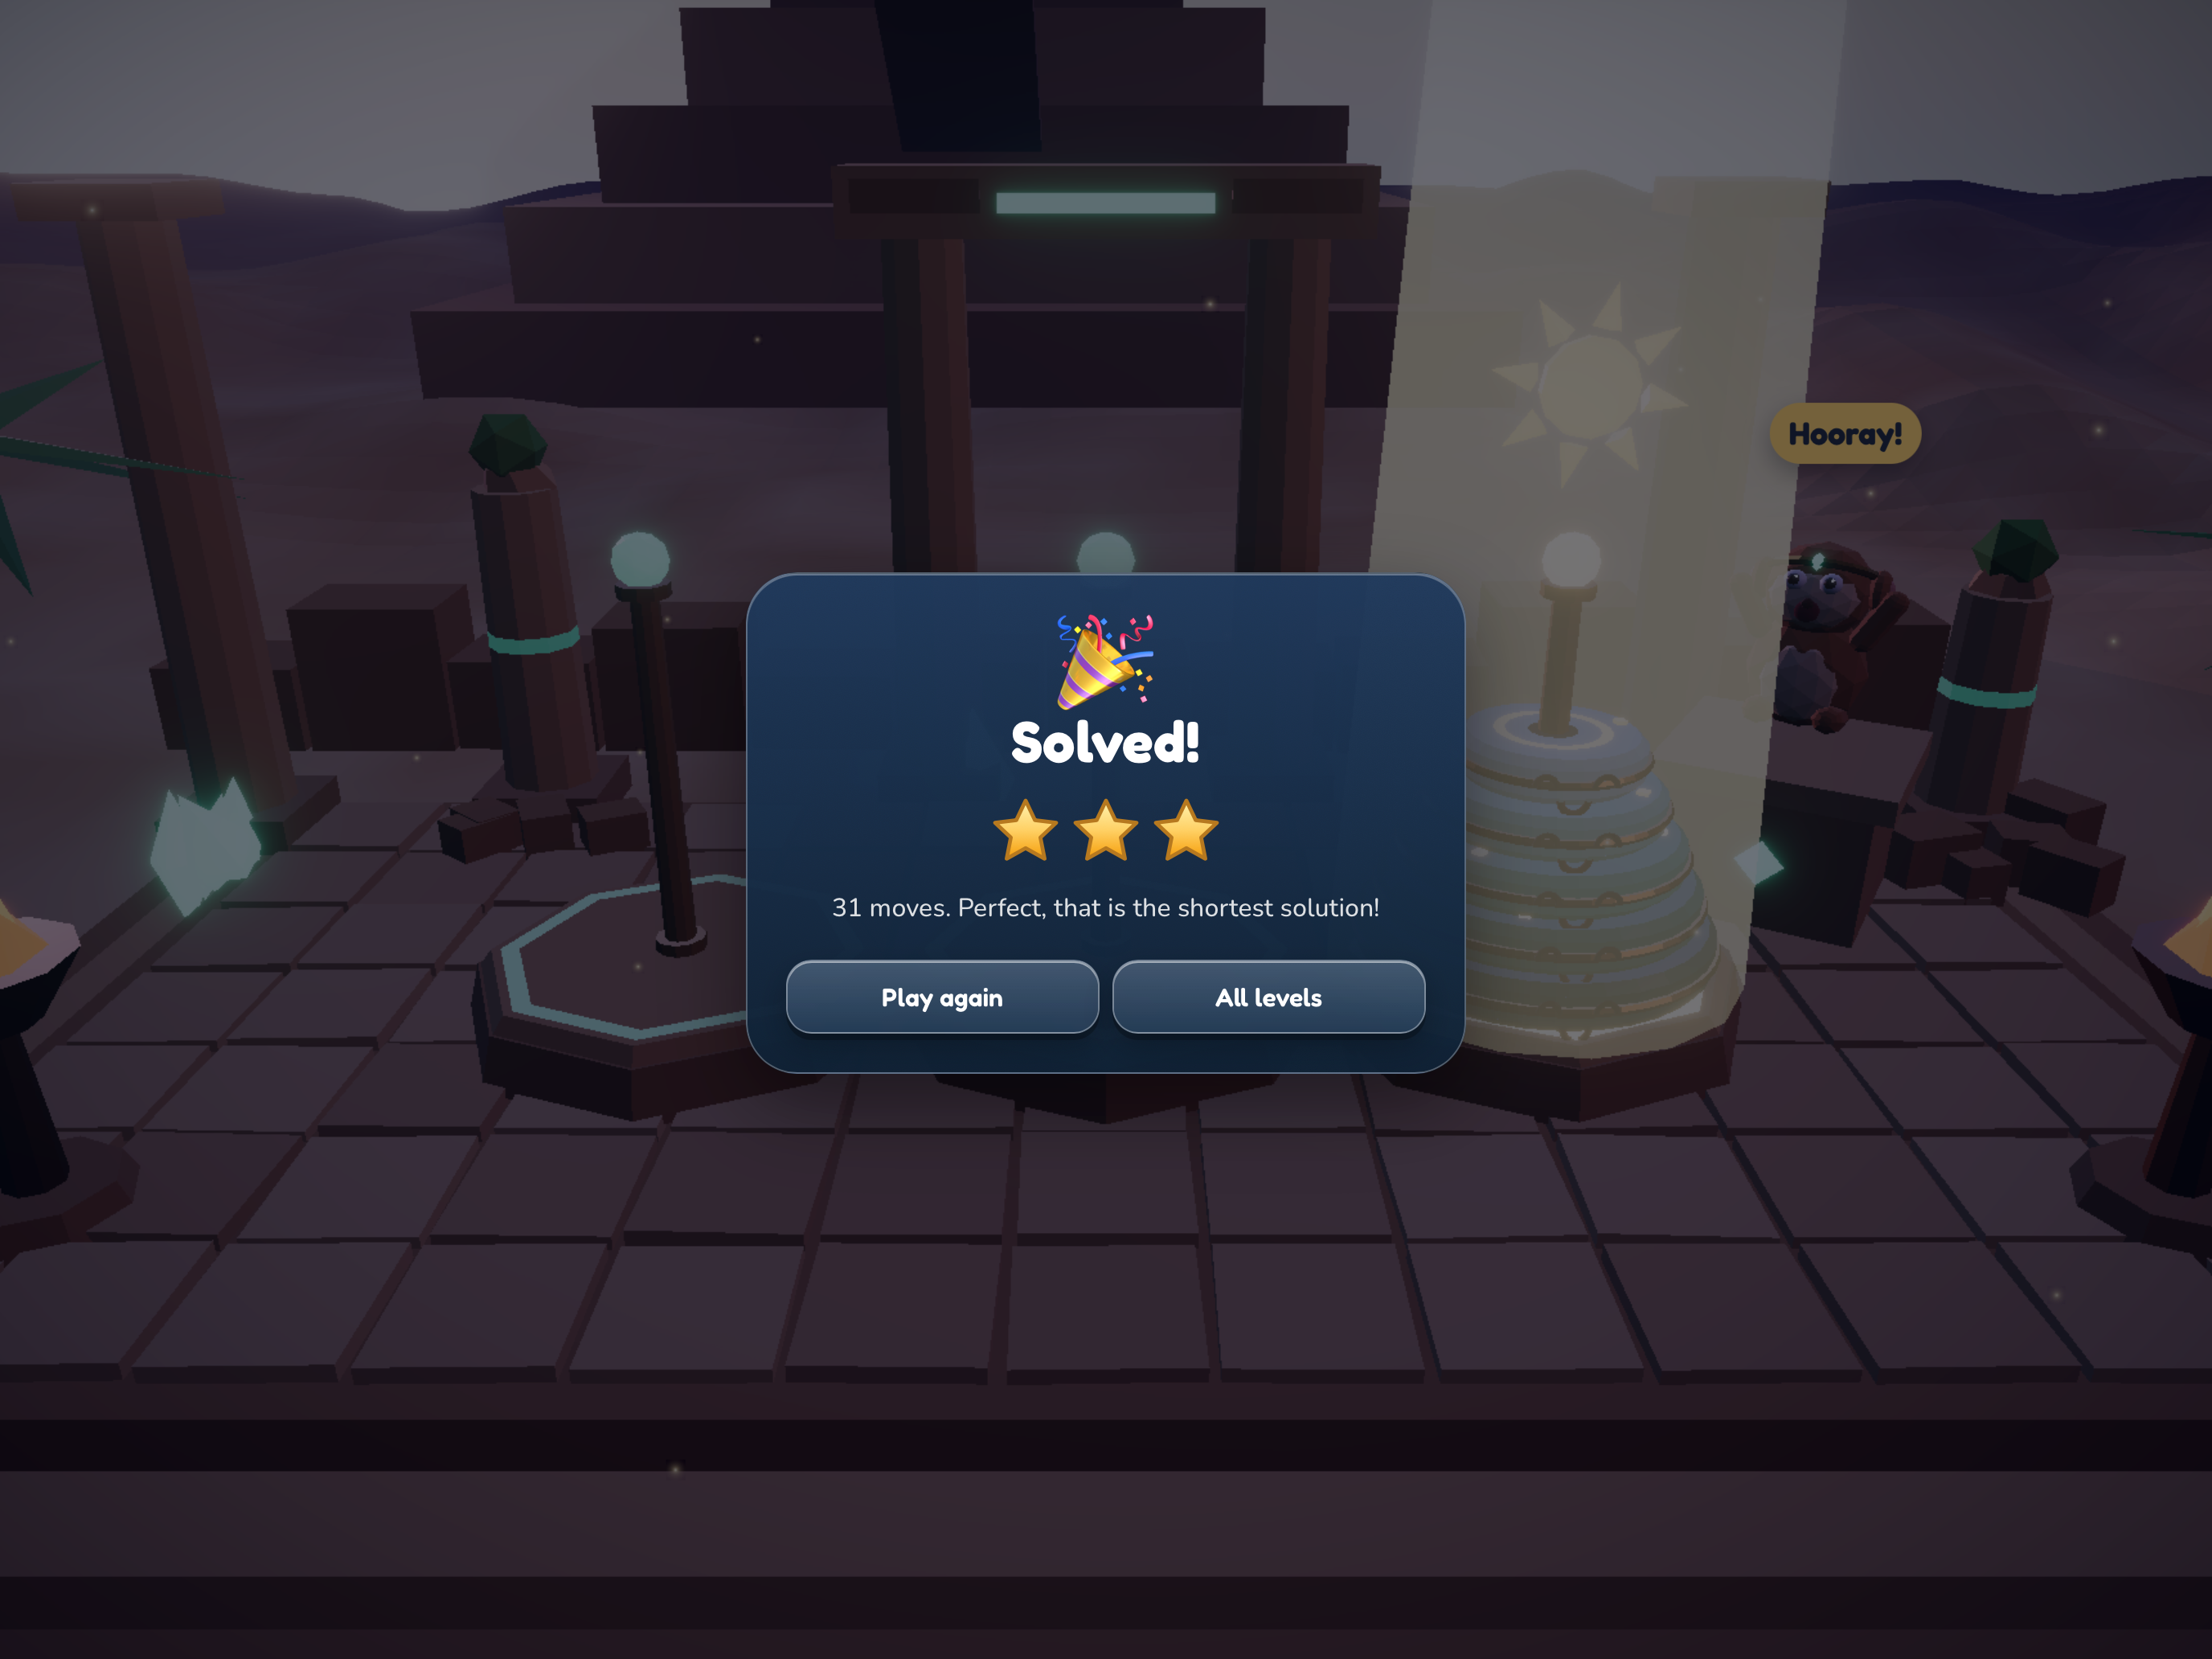 Hooray!
Solved!
31 moves. Perfect, that is the shortest solution!
Play again
All levels